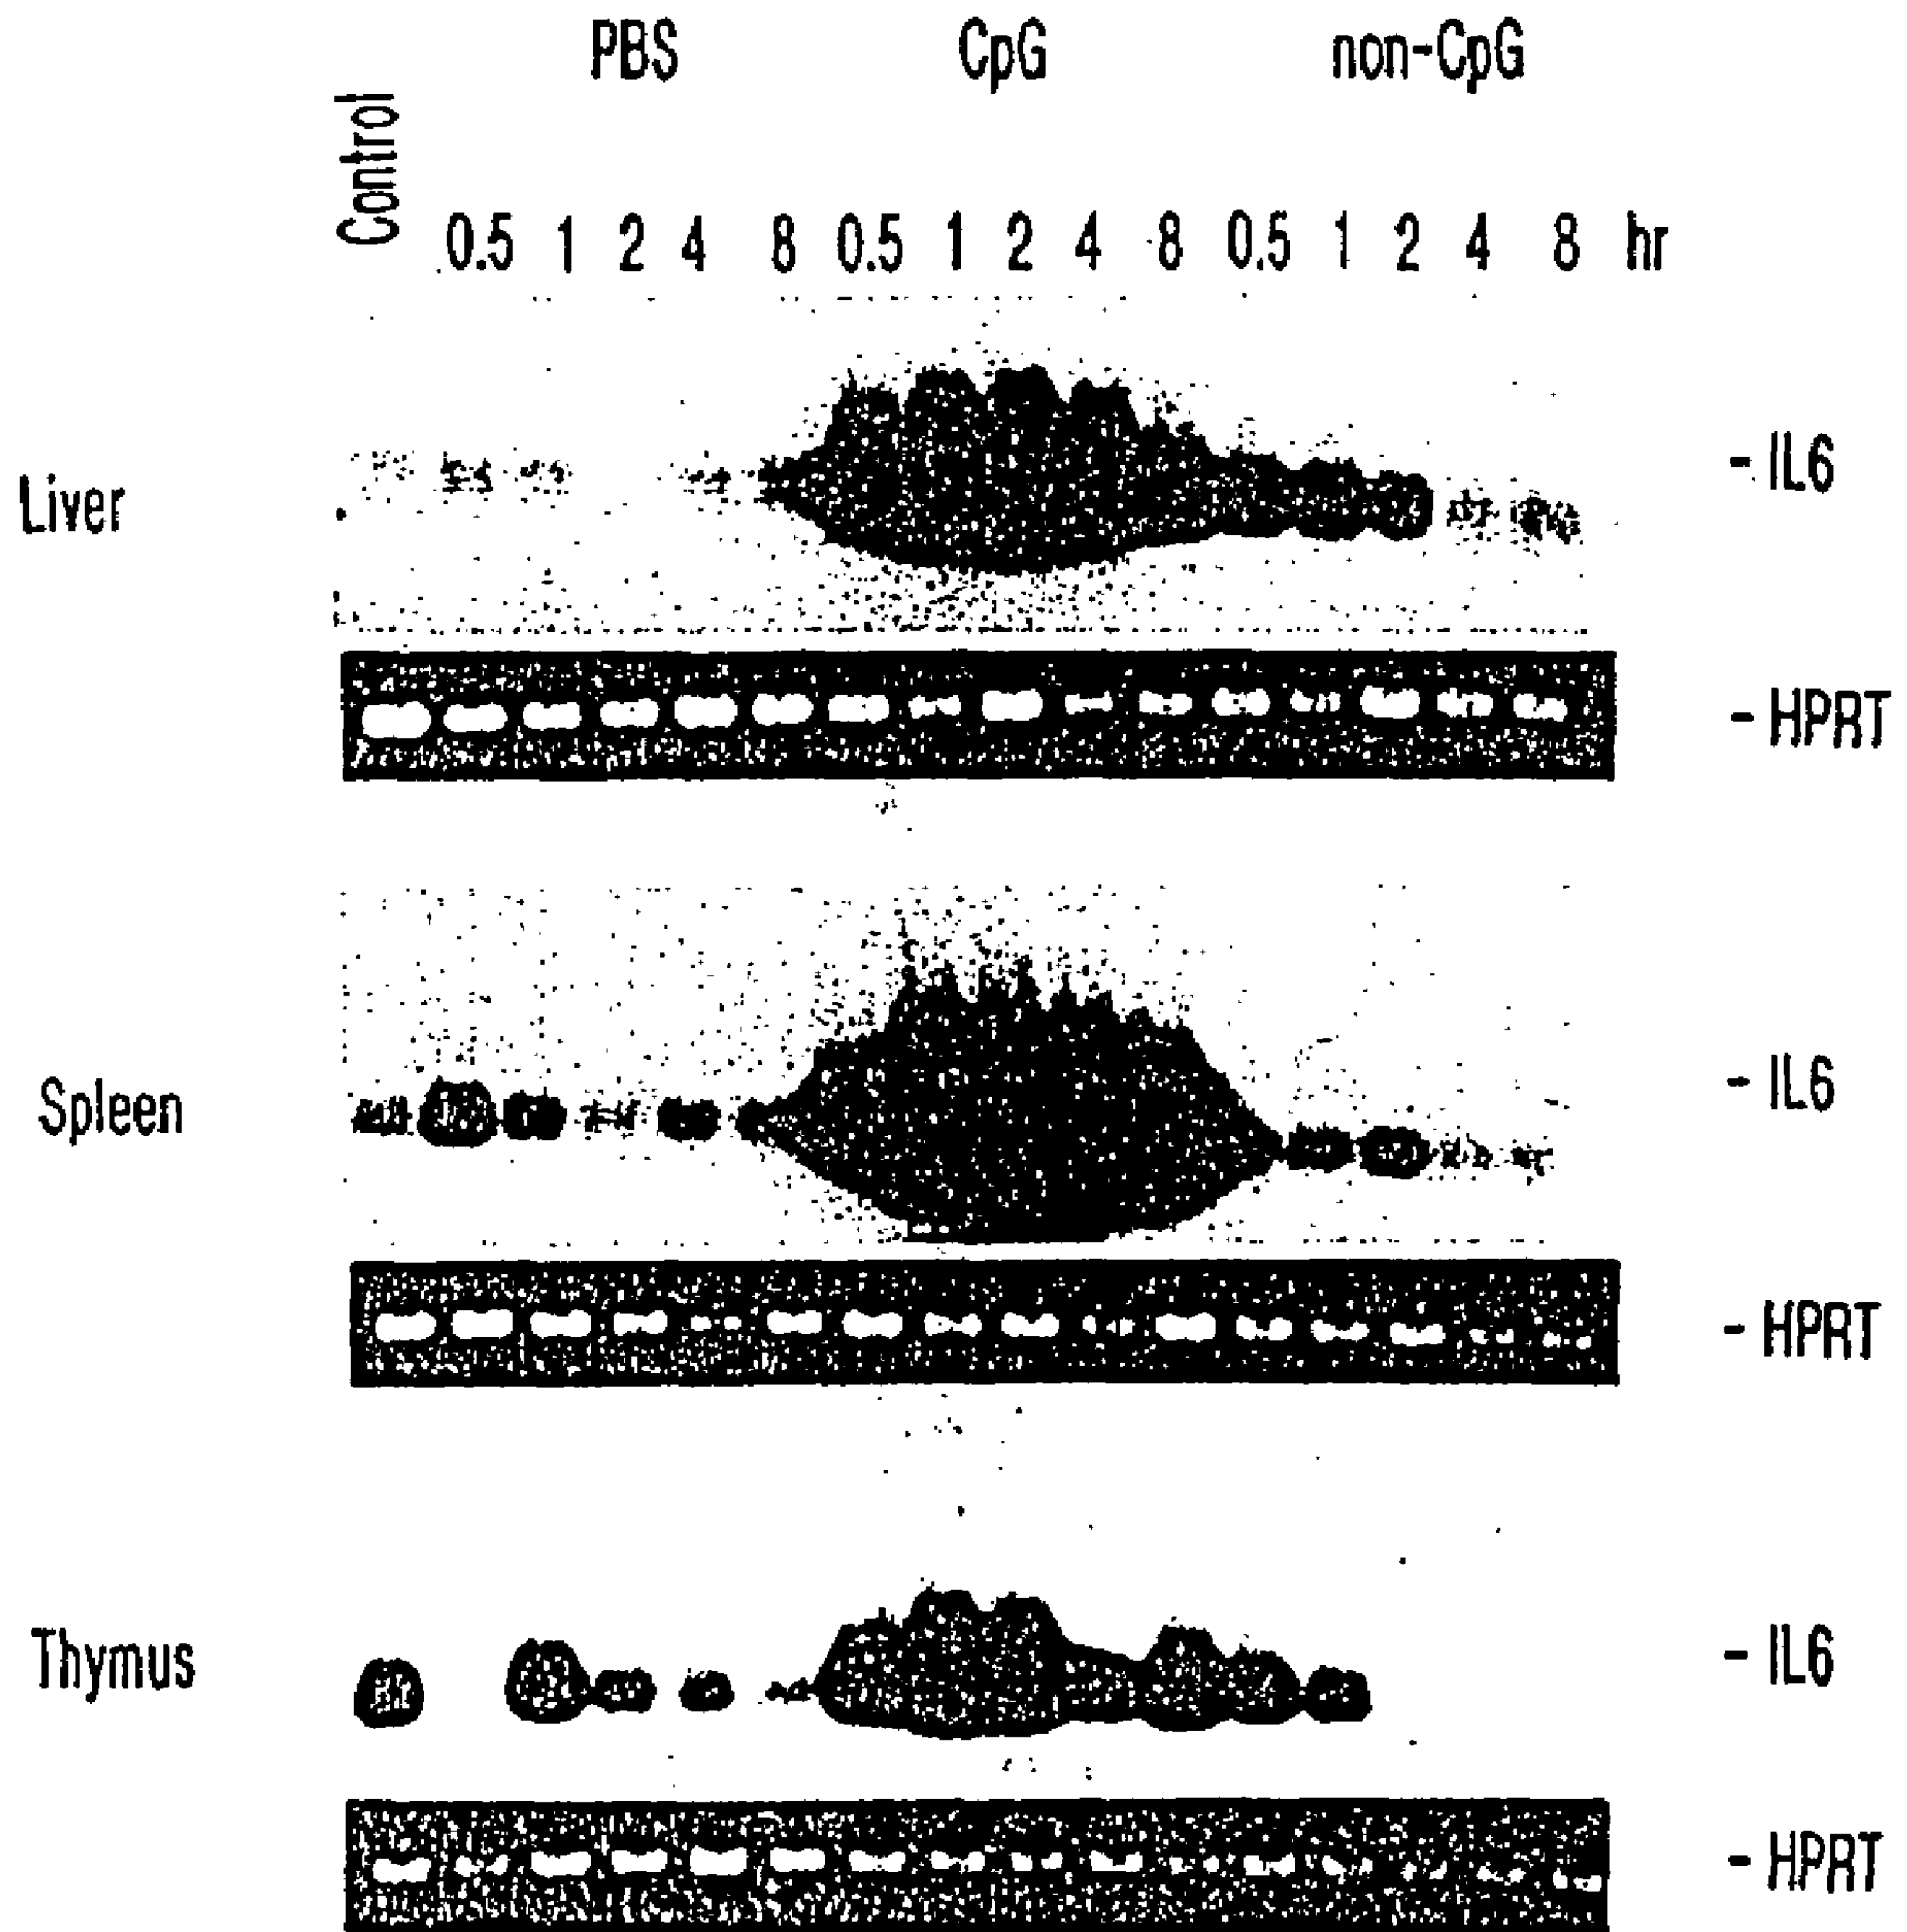 PBS CpG non-CpG
Control
0.5 1 2 4 8 0.5 1 2 4 8 0.5 1 2 4 8 hr
Liver
- IL6
- HPRT
Spleen
- IL6
- HPRT
Thymus
- IL6
- HPRT